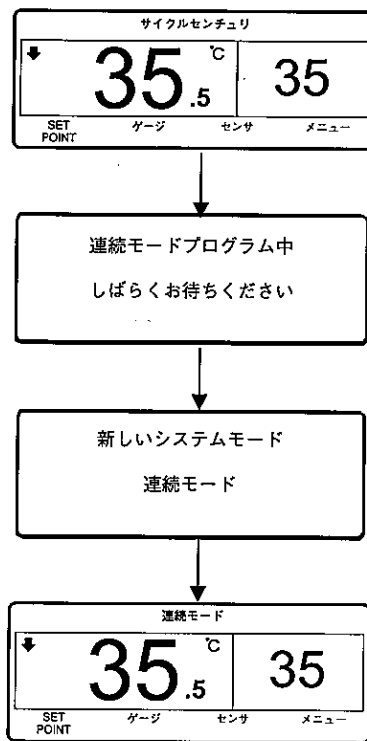 サイクルセンチュリ
35.5 ℃ 35
SET POINT ゲージ センサ メニュー
連続モードプログラム中
しばらくお待ちください
新しいシステムモード
連続モード
連続モード
35.5 ℃ 35
SET POINT ゲージ センサ メニュー